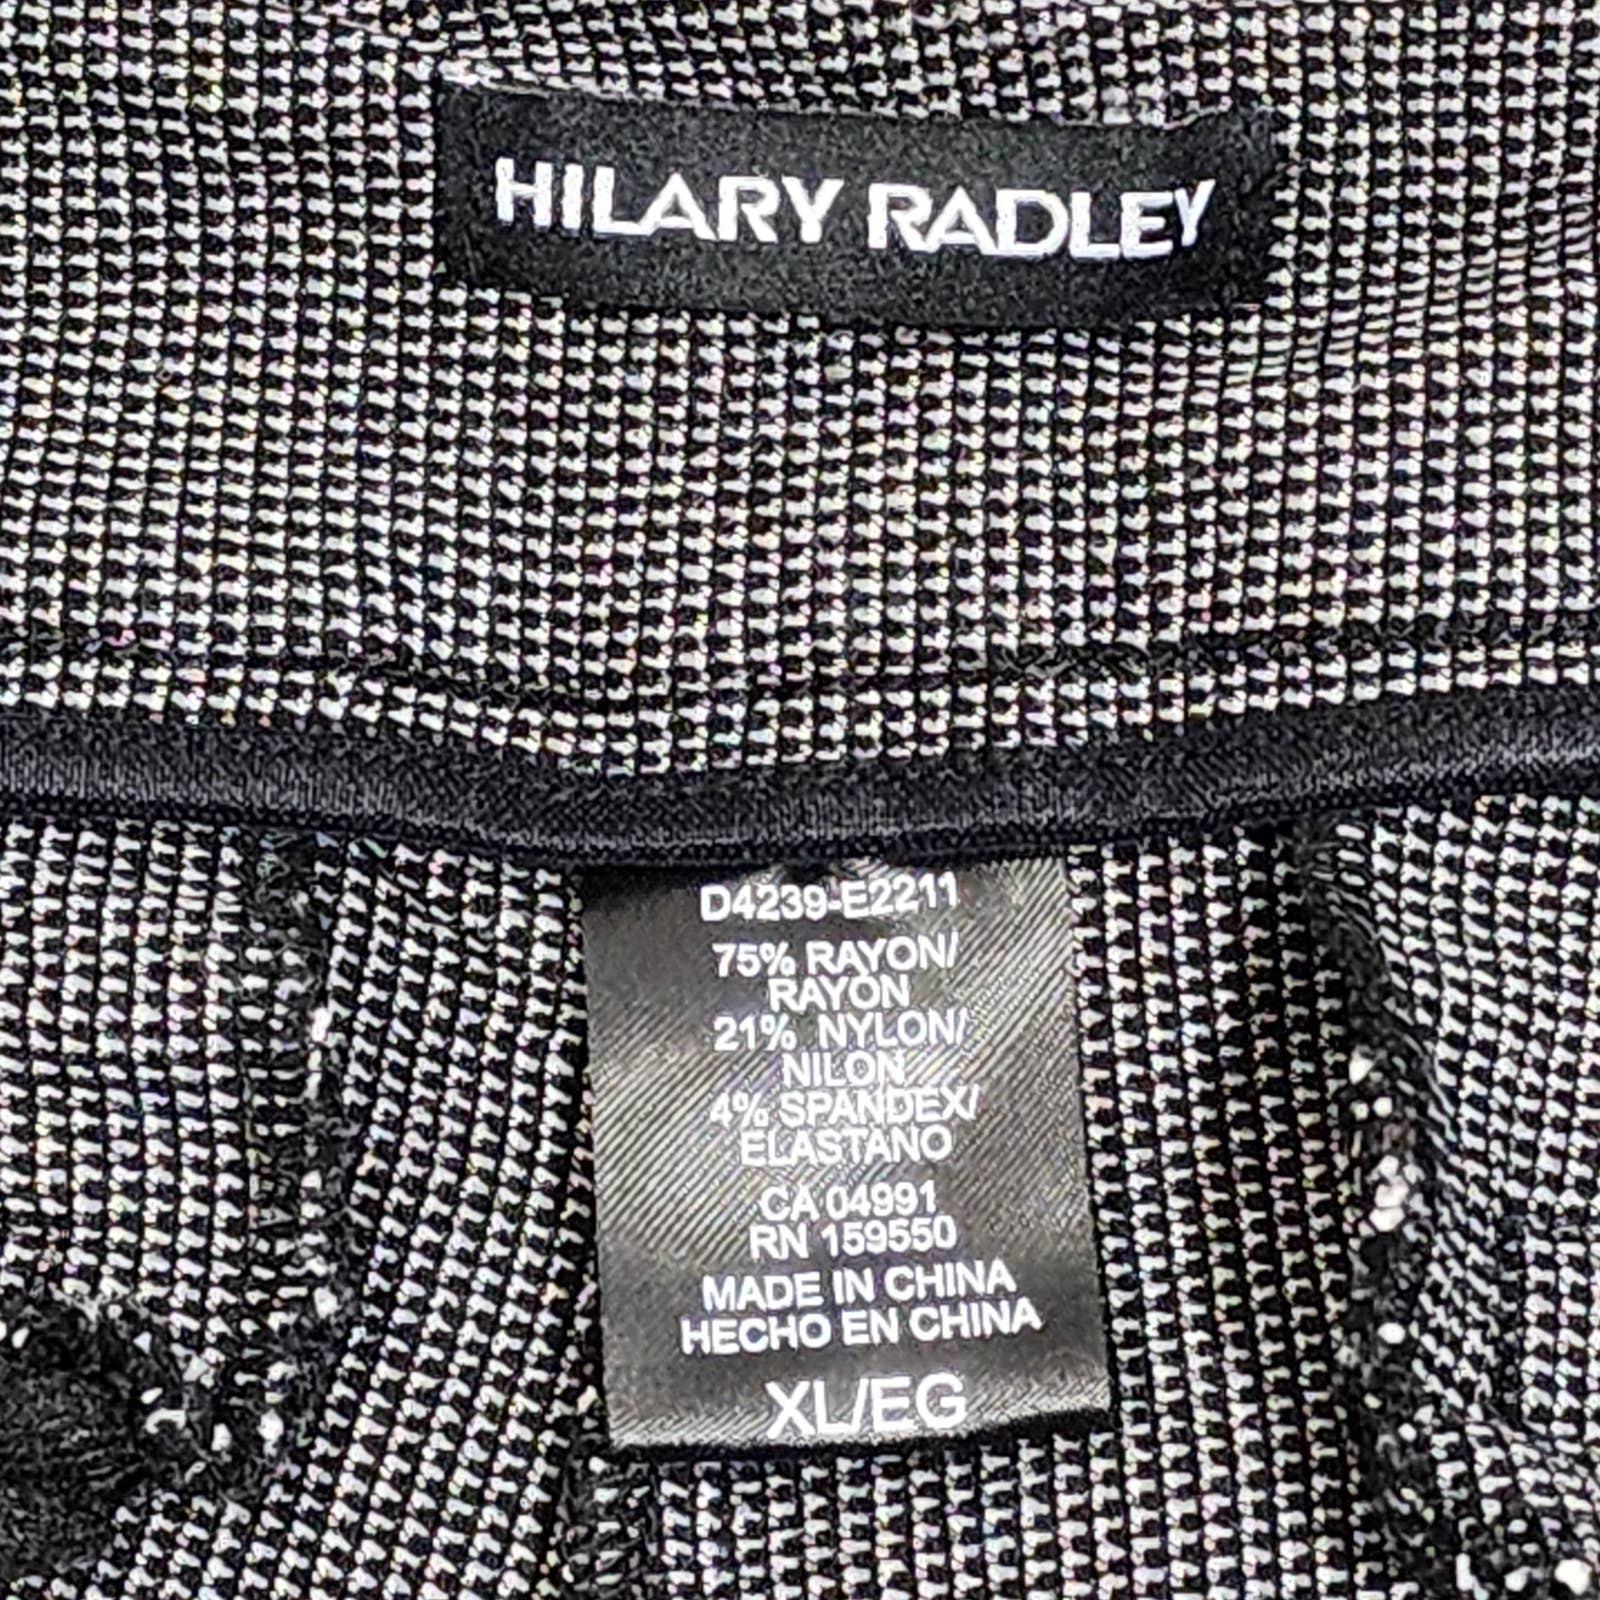 HILARY RADLEY
D4239-E2211
75% RAYON/
RAYON
21% NYLON/
NILON
4% SPANDEX/
ELASTANO
CA 04991
RN 159550
MADE IN CHINA
HECHO EN CHINA
XL/EG